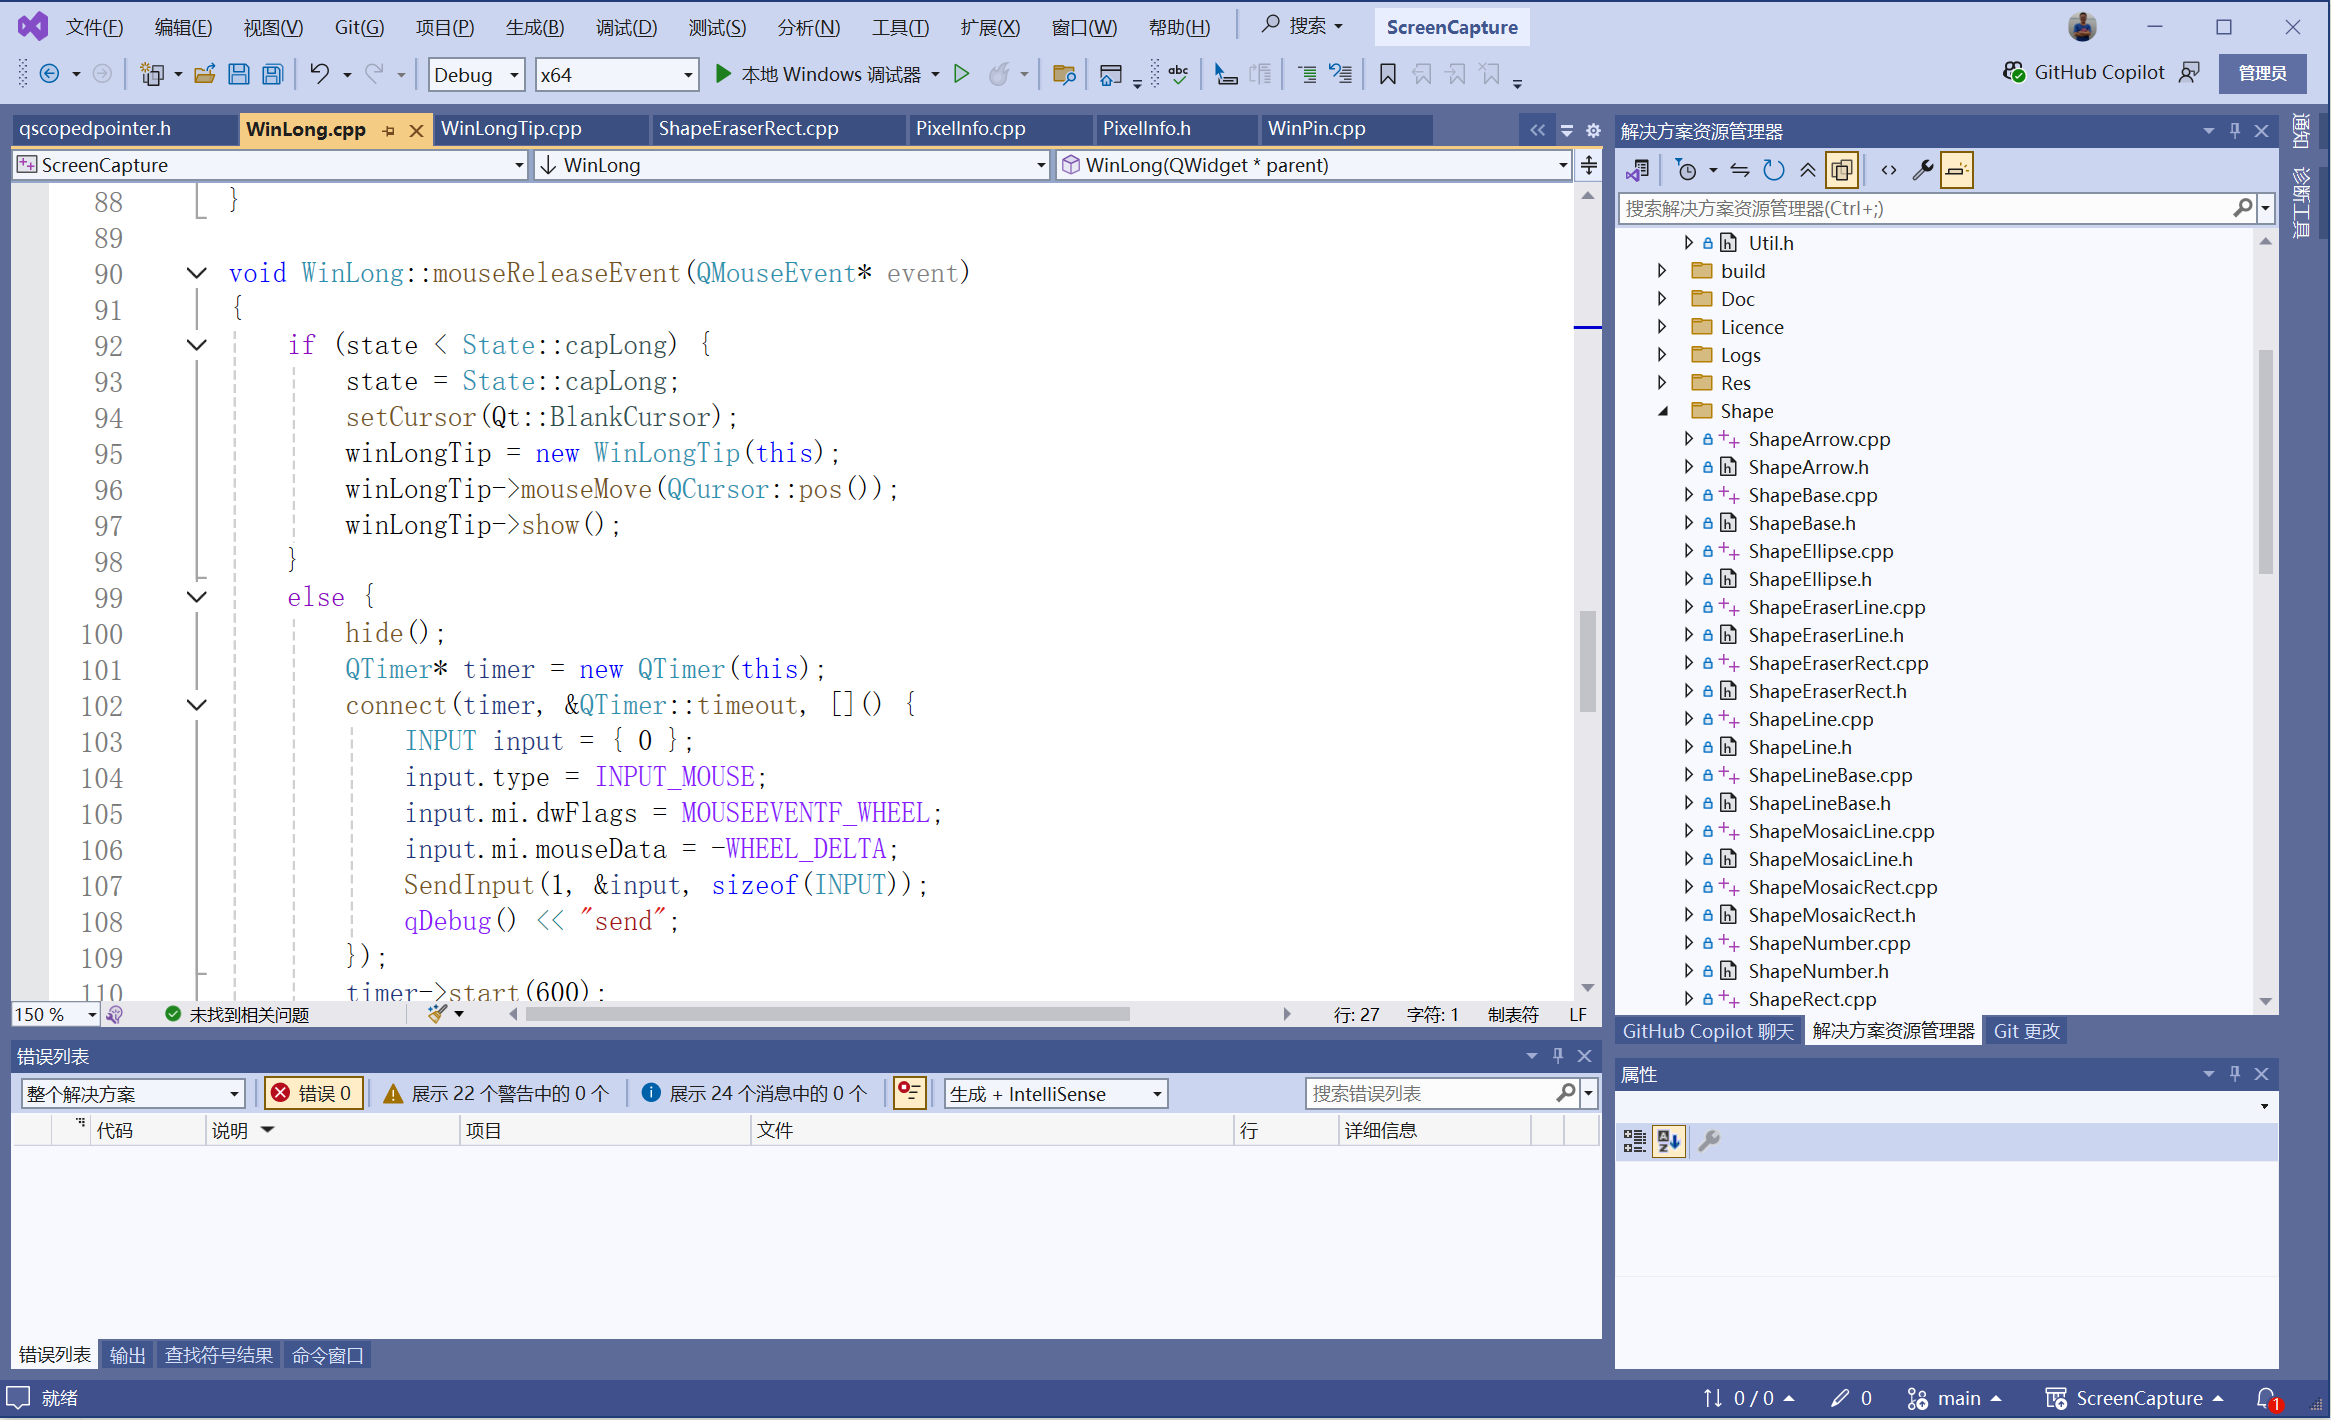 文件(F) 编辑(E) 视图(V) Git(G) 项目(P) 生成(B) 调试(D) 测试(S) 分析(N) 工具(T) 扩展(X) 窗口(W) 帮助(H) 搜索 ScreenCapture
Debug x64 本地 Windows 调试器 abc GitHub Copilot 管理员
qscopedpointer.h WinLong.cpp WinLongTip.cpp ShapeEraserRect.cpp PixelInfo.cpp PixelInfo.h WinPin.cpp
ScreenCapture WinLong WinLong(QWidget * parent)
88 }
89
90 void WinLong::mouseReleaseEvent(QMouseEvent* event)
91 {
92 if (state < State::capLong) {
93 state = State::capLong;
94 setCursor(Qt::BlankCursor);
95 winLongTip = new WinLongTip(this);
96 winLongTip->mouseMove(QCursor::pos());
97 winLongTip->show();
98 }
99 else {
100 hide();
101 QTimer* timer = new QTimer(this);
102 connect(timer, &QTimer::timeout, []() {
103 INPUT input = { 0 };
104 input.type = INPUT_MOUSE;
105 input.mi.dwFlags = MOUSEEVENTF_WHEEL;
106 input.mi.mouseData = -WHEEL_DELTA;
107 SendInput(1, &input, sizeof(INPUT));
108 qDebug() << "send";
109 });
110 timer->start(600);
150 % 未找到相关问题 行: 27 字符: 1 制表符 LF
错误列表
整个解决方案 错误 0 展示 22 个警告中的 0 个 展示 24 个消息中的 0 个 生成 + IntelliSense 搜索错误列表
代码 说明 项目 文件 行 详细信息
错误列表 输出 查找符号结果 命令窗口
解决方案资源管理器
搜索解决方案资源管理器(Ctrl+;)
Util.h
build
Doc
Licence
Logs
Res
Shape
ShapeArrow.cpp
ShapeArrow.h
ShapeBase.cpp
ShapeBase.h
ShapeEllipse.cpp
ShapeEllipse.h
ShapeEraserLine.cpp
ShapeEraserLine.h
ShapeEraserRect.cpp
ShapeEraserRect.h
ShapeLine.cpp
ShapeLine.h
ShapeLineBase.cpp
ShapeLineBase.h
ShapeMosaicLine.cpp
ShapeMosaicLine.h
ShapeMosaicRect.cpp
ShapeMosaicRect.h
ShapeNumber.cpp
ShapeNumber.h
ShapeRect.cpp
GitHub Copilot 聊天 解决方案资源管理器 Git 更改
属性
通知
诊断工具
就绪 0 / 0 0 main ScreenCapture 1